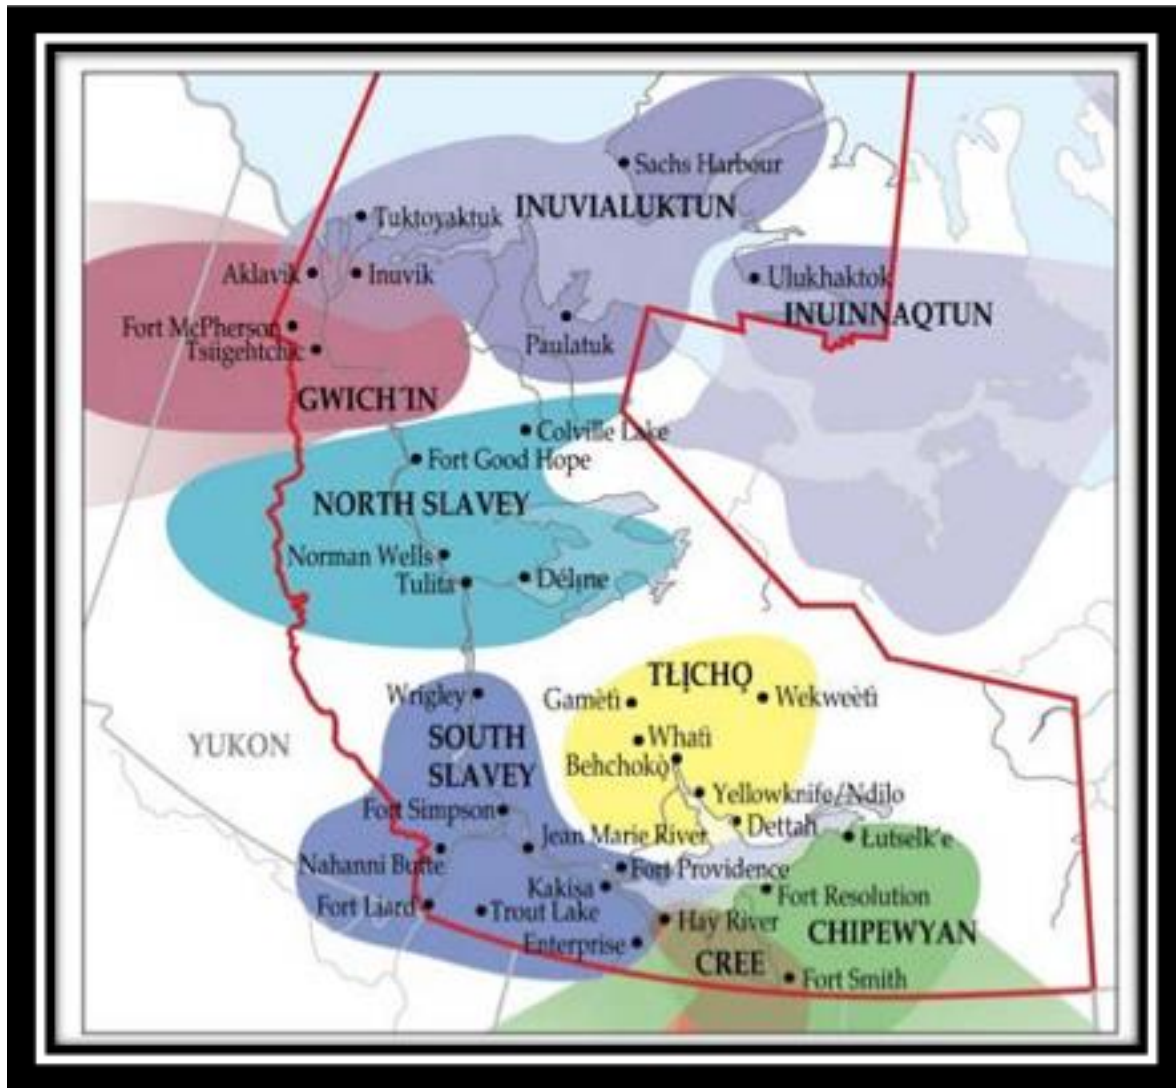 Sachs Harbour
INUVIALUKTUN
Tuktoyaktuk
Aklavik
Inuvik
Ulukhaktok
INUINNAQTUN
Fort McPherson
Tsiigehtchic
Paulatuk
GWICH'IN
Colville Lake
Fort Good Hope
NORTH SLAVEY
Norman Wells
Tulita
Délı̨ne
TŁı̨CHǪ
Wrigley
Gamètì
Wekweètì
YUKON
SOUTH
SLAVEY
Whatì
Behchokǫ̀
Yellowknife/Ndilo
Fort Simpson
Dettah
Jean Marie River
Łutselk'e
Nahanni Butte
Fort Providence
Kakisa
Fort Resolution
Fort Liard
Trout Lake
Hay River
CHIPEWYAN
Enterprise
CREE
Fort Smith